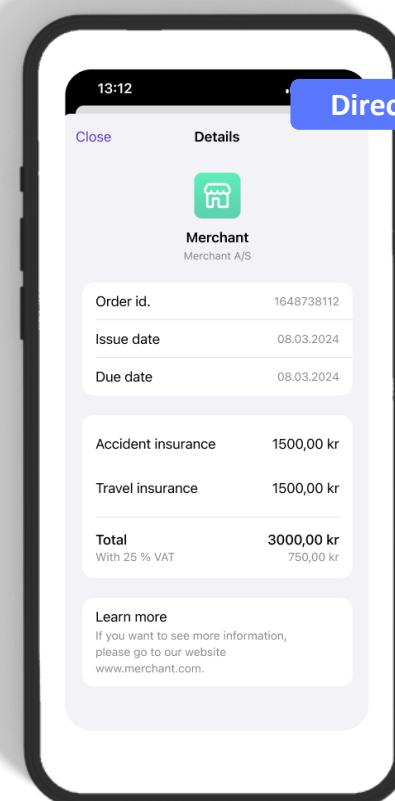 13:12
Direc
Close
Details
Merchant
Merchant A/S
Order id. 1648738112
Issue date 08.03.2024
Due date 08.03.2024
Accident insurance 1500,00 kr
Travel insurance 1500,00 kr
Total 3000,00 kr
With 25 % VAT 750,00 kr
Learn more
If you want to see more information,
please go to our website
www.merchant.com.